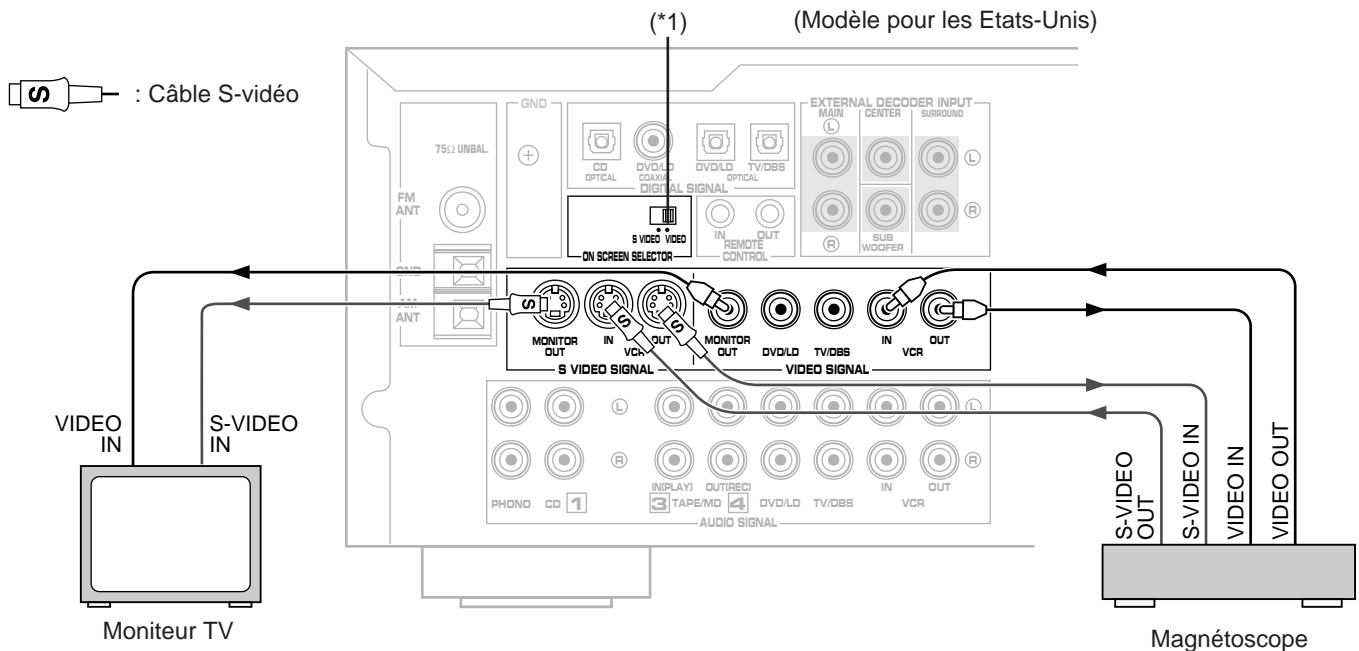 (*1)
(Modèle pour les Etats-Unis)
S : Câble S-vidéo
GND
EXTERNAL DECODER INPUT
MAIN CENTER SURROUND
L
75Ω UNBAL.
CD OPTICAL
DVD/LD COAXIAL
DVD/LD TV/DBS
OPTICAL
L
DIGITAL SIGNAL
FM ANT
R
S VIDEO VIDEO
IN OUT
REMOTE CONTROL
R
SUB WOOFER
ON SCREEN SELECTOR
GND
AM ANT
S
S
S
MONITOR OUT
IN VCR OUT
MONITOR OUT
DVD/LD
TV/DBS
IN VCR OUT
S VIDEO SIGNAL
VIDEO SIGNAL
L
L
VIDEO IN
S-VIDEO IN
R
R
IN(PLAY) OUT(REC)
IN OUT
PHONO CD 1
3 TAPE/MD 4 DVD/LD TV/DBS VCR
AUDIO SIGNAL
S-VIDEO OUT
S-VIDEO IN
VIDEO IN
VIDEO OUT
Moniteur TV
Magnétoscope